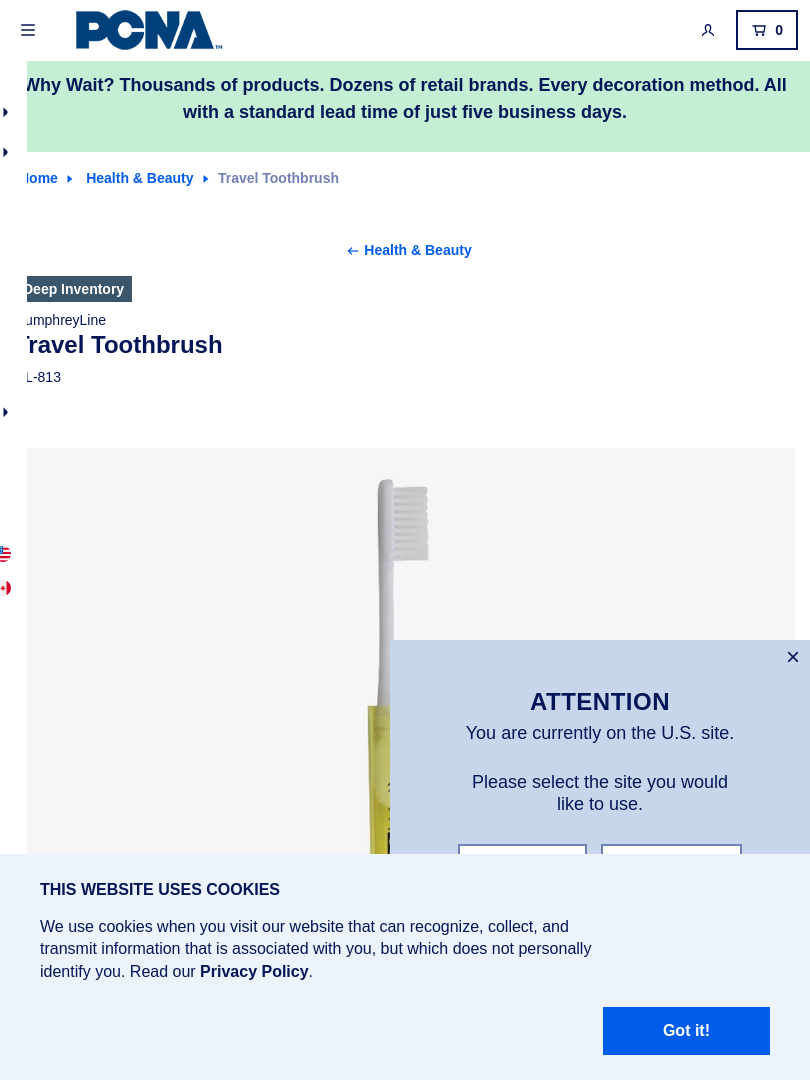 PCNA™
0
Why Wait? Thousands of products. Dozens of retail brands. Every decoration method. All
with a standard lead time of just five business days.
Home
Health & Beauty
Travel Toothbrush
Health & Beauty
Deep Inventory
umphreyLine
Travel Toothbrush
L-813
ATTENTION
You are currently on the U.S. site.
Please select the site you would
like to use.
THIS WEBSITE USES COOKIES
We use cookies when you visit our website that can recognize, collect, and
transmit information that is associated with you, but which does not personally
identify you. Read our Privacy Policy.
Got it!